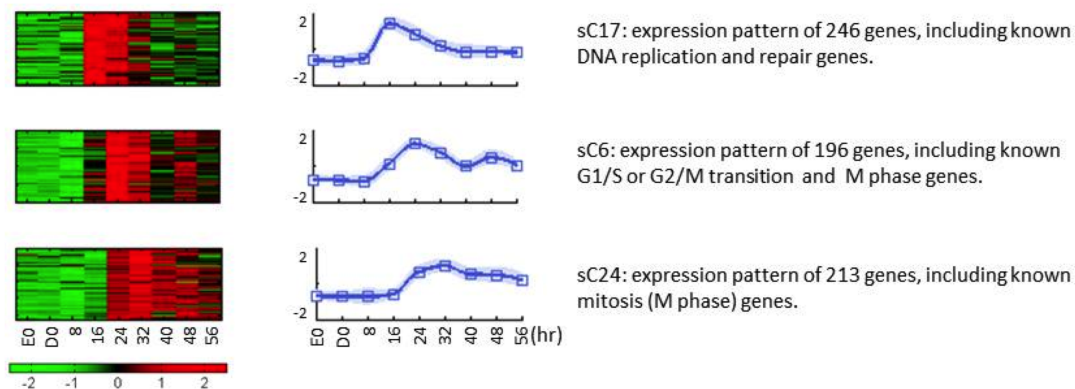 2
-2
sC17: expression pattern of 246 genes, including known
DNA replication and repair genes.
2
-2
sC6: expression pattern of 196 genes, including known
G1/S or G2/M transition and M phase genes.
2
-2
sC24: expression pattern of 213 genes, including known
mitosis (M phase) genes.
E0 D0 8 16 24 32 40 48 56
E0 D0 8 16 24 32 40 48 56 (hr)
-2 -1 0 1 2